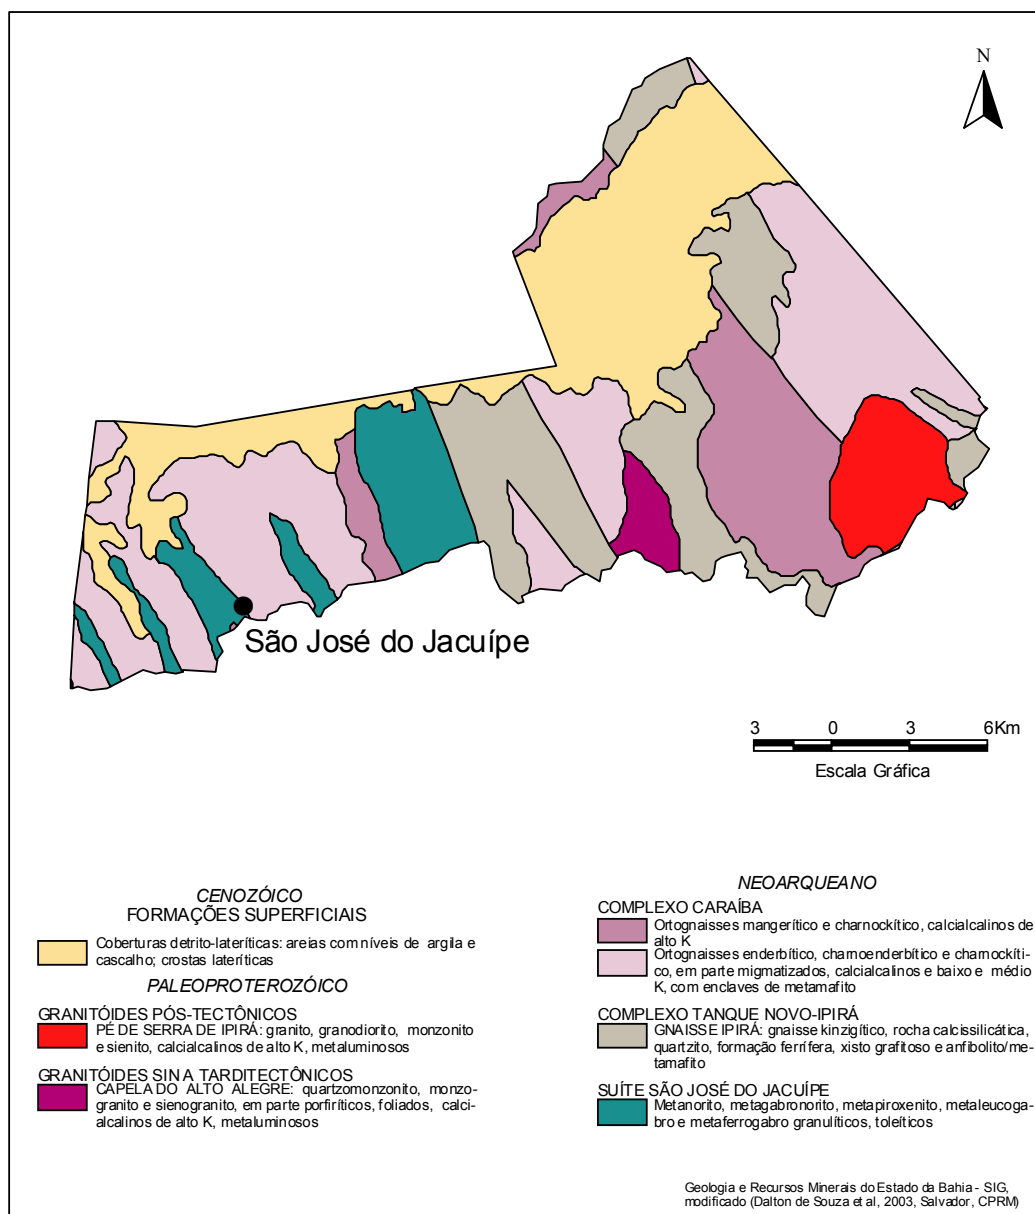 N
São José do Jacuípe
3 0 3 6Km
Escala Gráfica
CENOZÓICO
FORMAÇÕES SUPERFICIAIS
Coberturas detrito-lateríticas: areias com níveis de argila e
cascalho; crostas lateríticas
PALEOPROTEROZÓICO
GRANITÓIDES PÓS-TECTÔNICOS
PÉ DE SERRA DE IPIRÁ: granito, granodiorito, monzonito
e sienito, calcialcalinos de alto K, metaluminosos
GRANITÓIDES SIN A TARDITECTÔNICOS
CAPELA DO ALTO ALEGRE: quartzomonzonito, monzo-
granito e sienogranito, em parte porfiríticos, foliados, calci-
alcalinos de alto K, metaluminosos
NEOARQUEANO
COMPLEXO CARAÍBA
Ortognaisses mangerítico e charnockítico, calcialcalinos de
alto K
Ortognaisses enderbítico, charnoenderbítico e charnockíti-
co, em parte migmatizados, calcialcalinos e baixo e médio
K, com enclaves de metamafito
COMPLEXO TANQUE NOVO-IPIRÁ
GNAISSE IPIRÁ: gnaisse kinzigítico, rocha calcissilicática,
quartzito, formação ferrífera, xisto grafitoso e anfibolito/me-
tamafito
SUÍTE SÃO JOSÉ DO JACUÍPE
Metanorito, metagabronorito, metapiroxenito, metaleucoga-
bro e metaferrogabro granulíticos, toleíticos
Geologia e Recursos Minerais do Estado da Bahia - SIG,
modificado (Dalton de Souza et al, 2003, Salvador, CPRM)